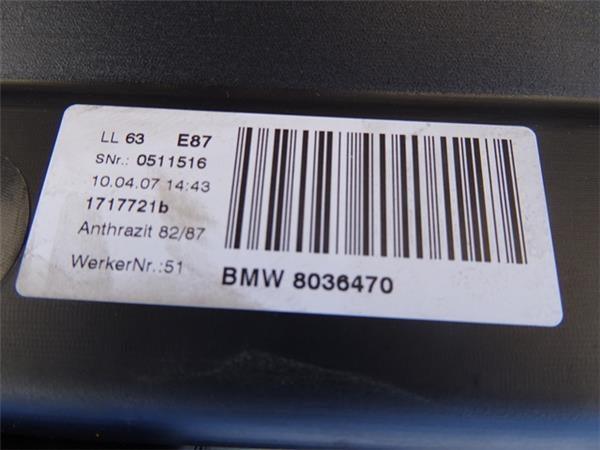 LL 63 E87
SNr.: 0511516
10.04.07 14:43
1717721b
Anthrazit 82/87
WerkerNr.:51
BMW 8036470